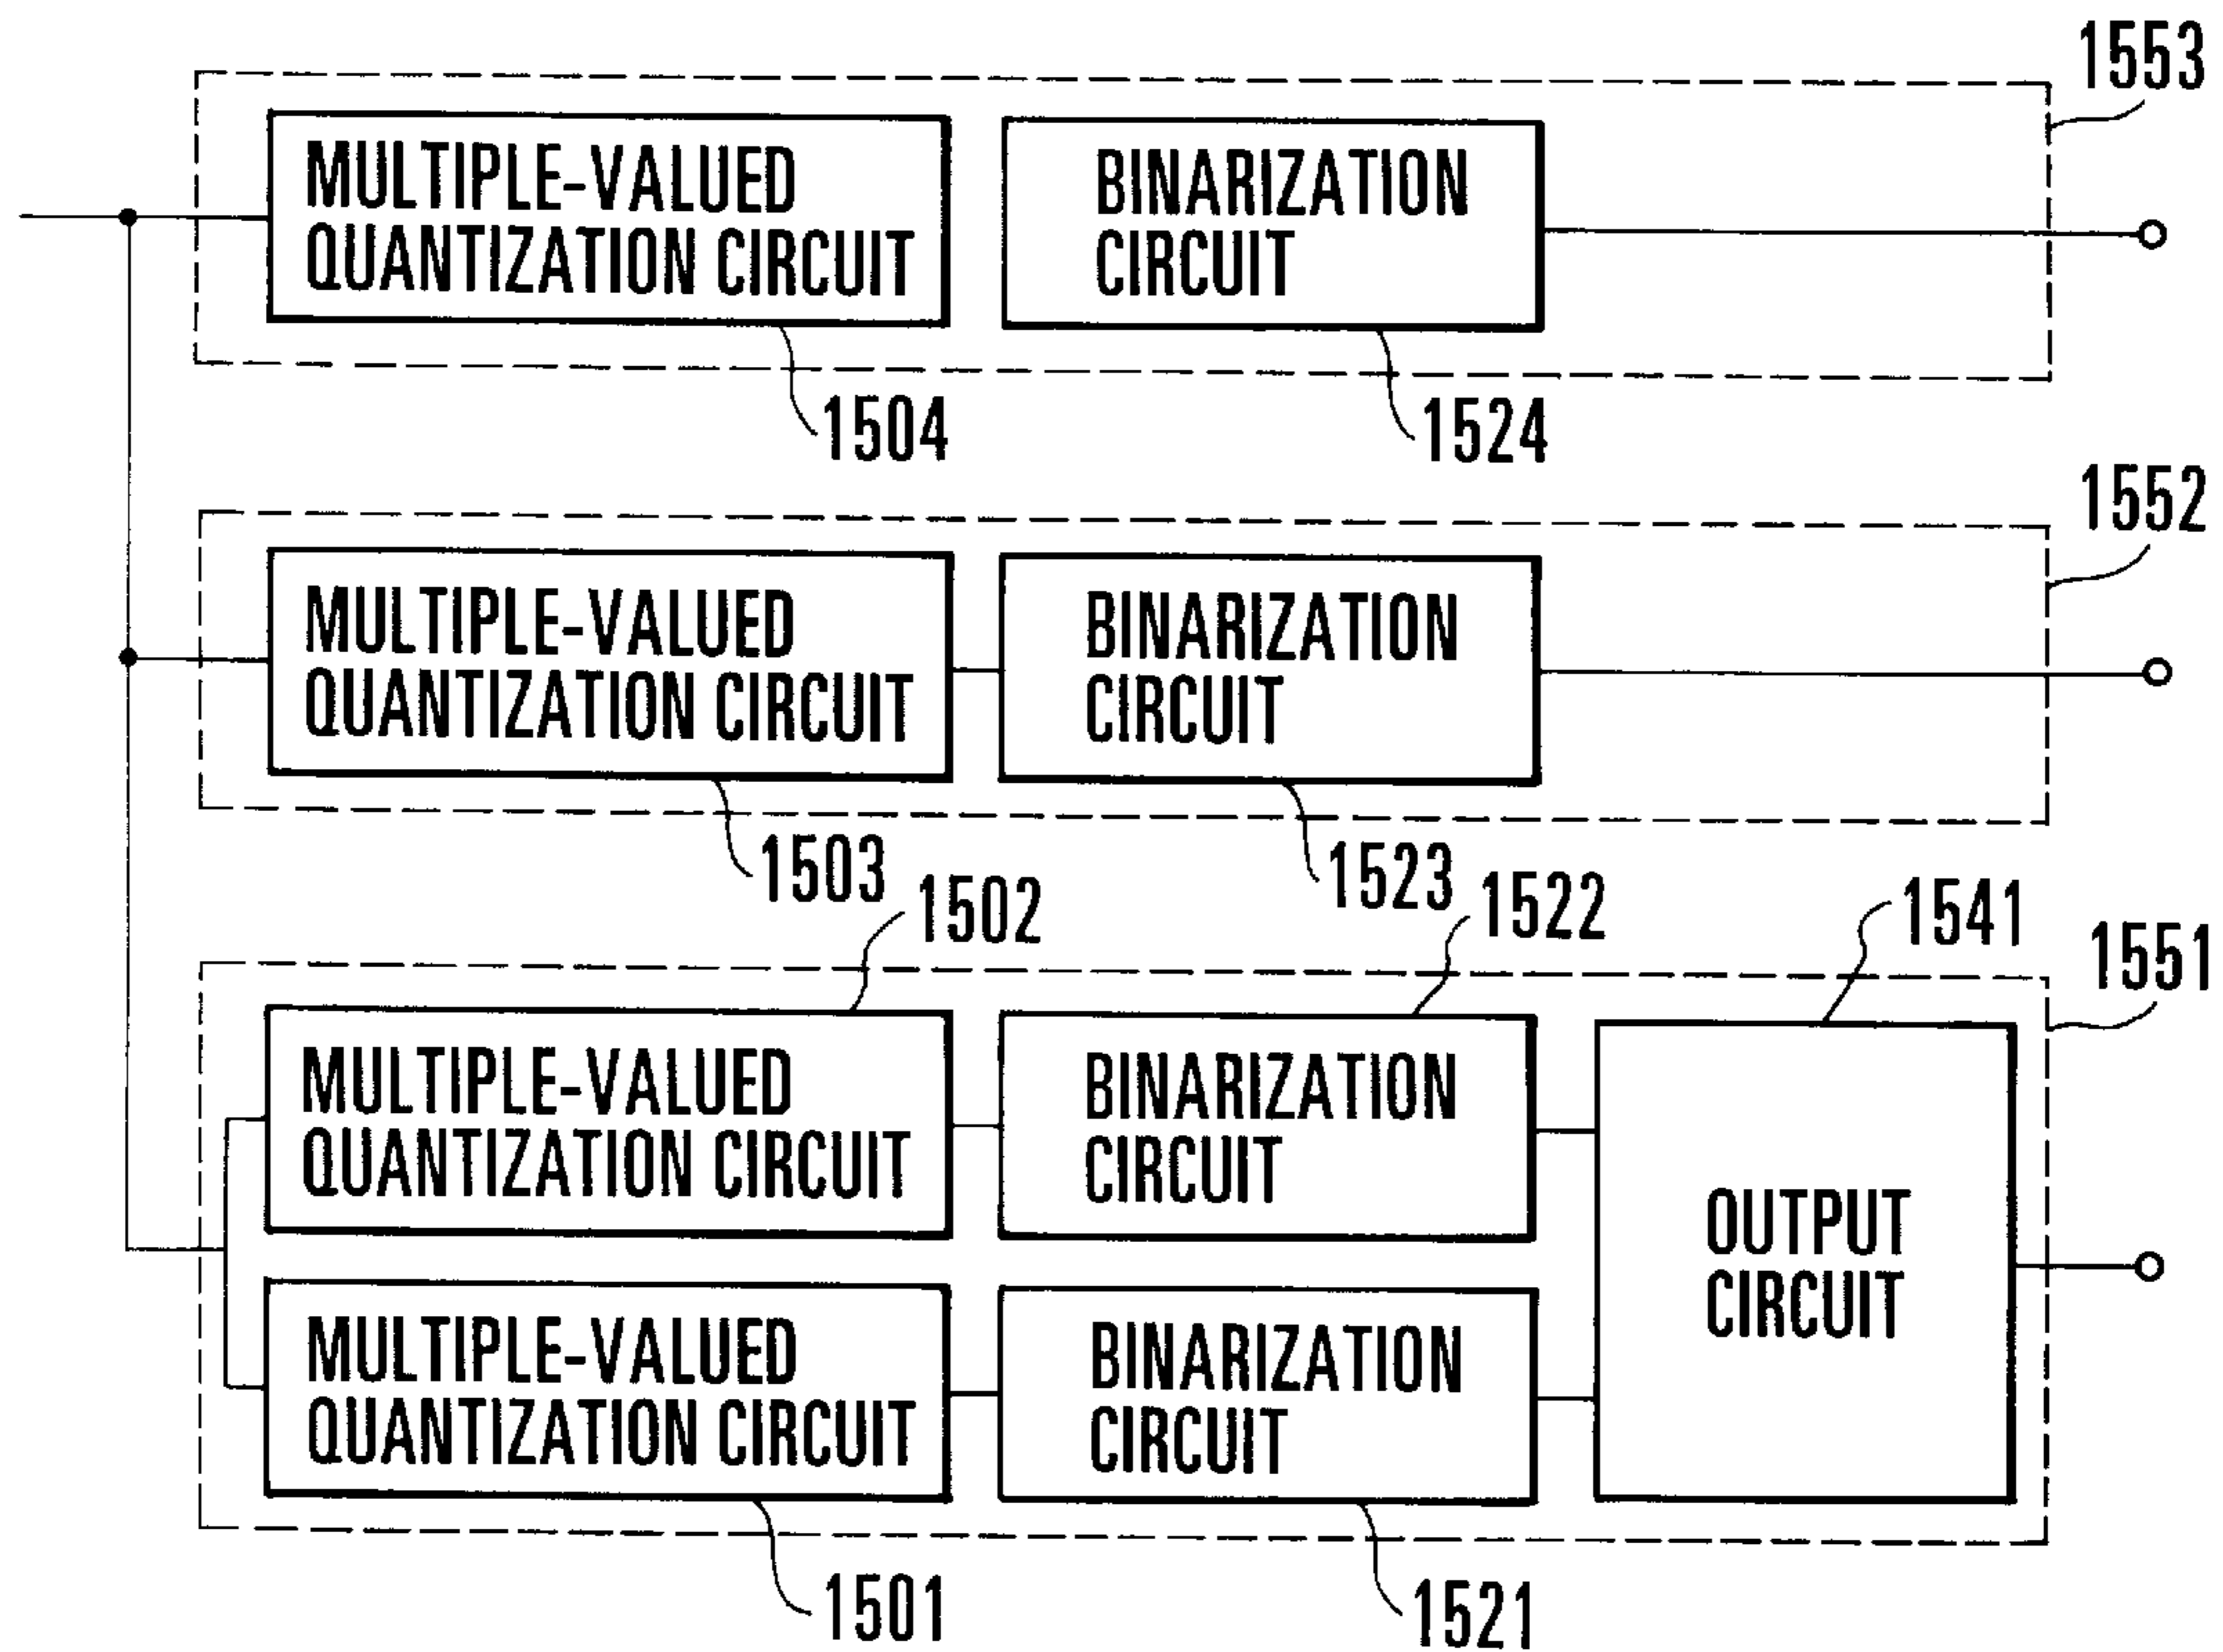 1553
MULTIPLE-VALUED
QUANTIZATION CIRCUIT
BINARIZATION
CIRCUIT
1504
1524
1552
MULTIPLE-VALUED
QUANTIZATION CIRCUIT
BINARIZATION
CIRCUIT
1503
1523
1502
1522
1541
1551
MULTIPLE-VALUED
QUANTIZATION CIRCUIT
BINARIZATION
CIRCUIT
OUTPUT
CIRCUIT
MULTIPLE-VALUED
QUANTIZATION CIRCUIT
BINARIZATION
CIRCUIT
1501
1521